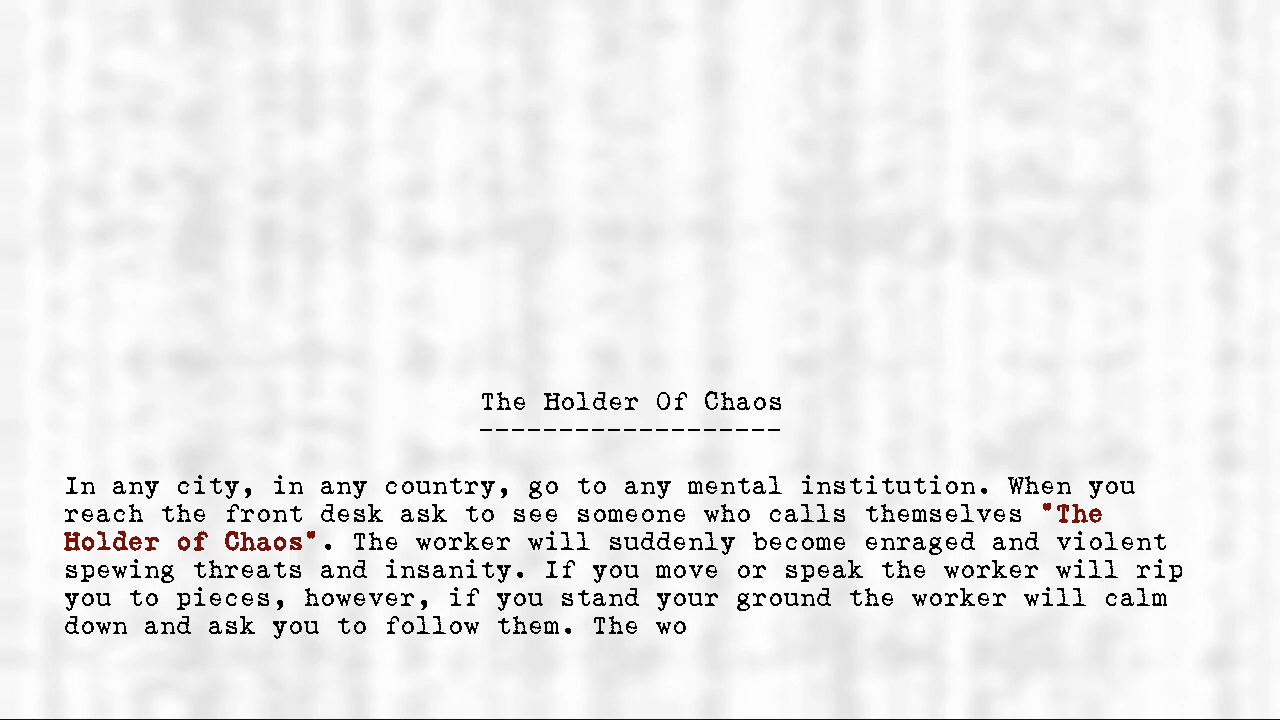 The Holder Of Chaos
-------------------
In any city, in any country, go to any mental institution. When you
reach the front desk ask to see someone who calls themselves "The
Holder of Chaos". The worker will suddenly become enraged and violent
spewing threats and insanity. If you move or speak the worker will rip
you to pieces, however, if you stand your ground the worker will calm
down and ask you to follow them. The wo